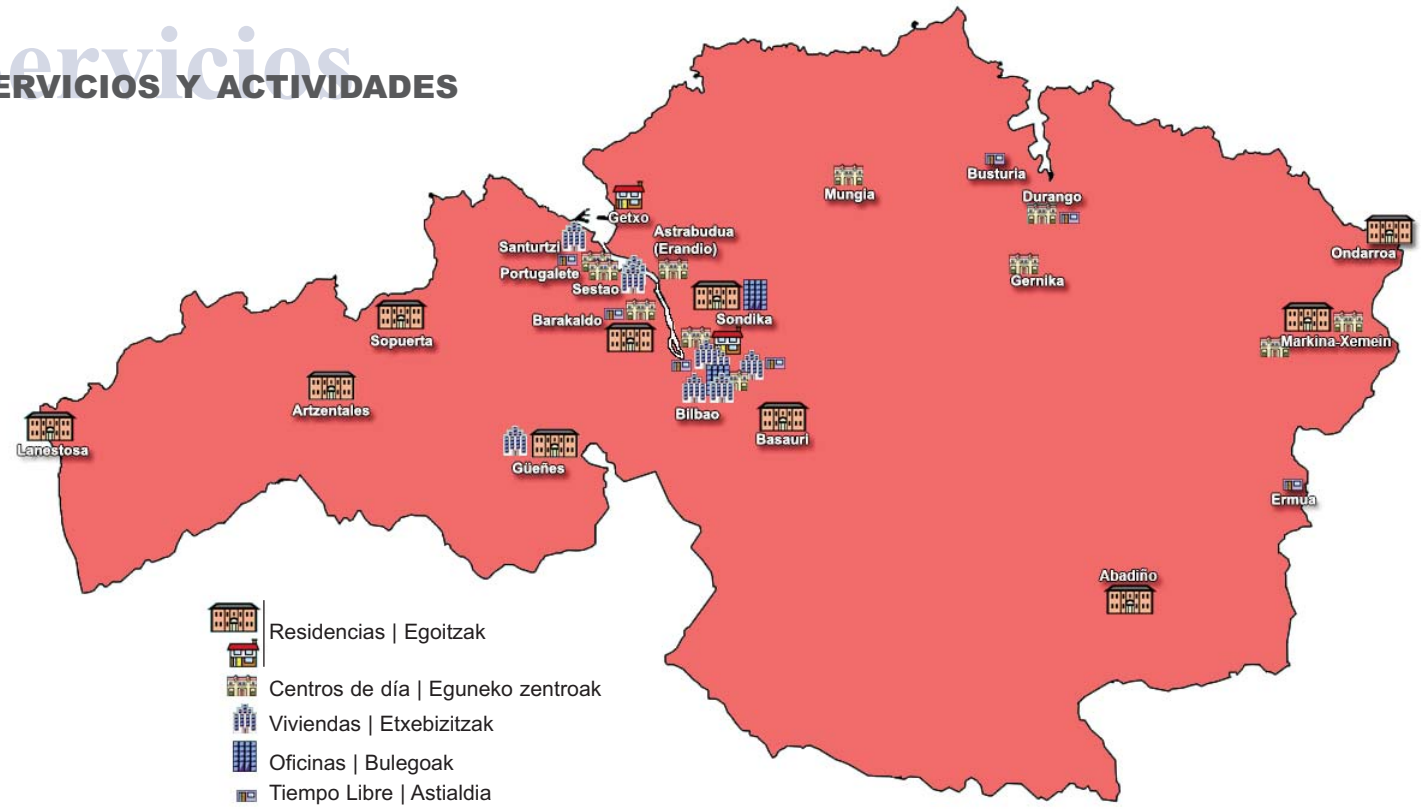 ervicios
ERVICIOS Y ACTIVIDADES
Mungia
Busturia
Durango
Getxo
Santurtzi
Astrabudua
(Erandio)
Ondarroa
Portugalete
Sestao
Gernika
Barakaldo
Sondika
Sopuerta
Markina-Xemein
Artzentales
Bilbao
Basauri
Lanestosa
Güeñes
Ermua
Abadiño
Residencias | Egoitzak
Centros de día | Eguneko zentroak
Viviendas | Etxebizitzak
Oficinas | Bulegoak
Tiempo Libre | Astialdia